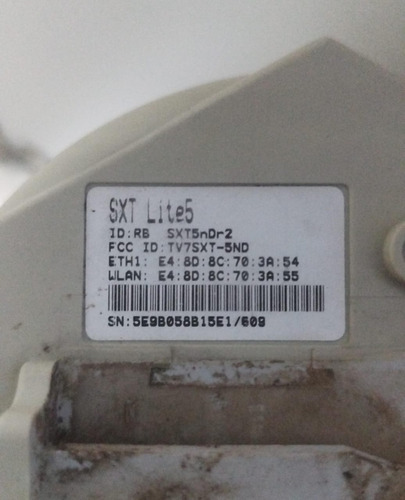 SXT Lite5
ID:RB SXT5nDr2
FCC ID:TV7SXT-5ND
ETH1: E4:8D:8C:70:3A:54
WLAN: E4:8D:8C:70:3A:55
SN:5E9B058B15E1/609